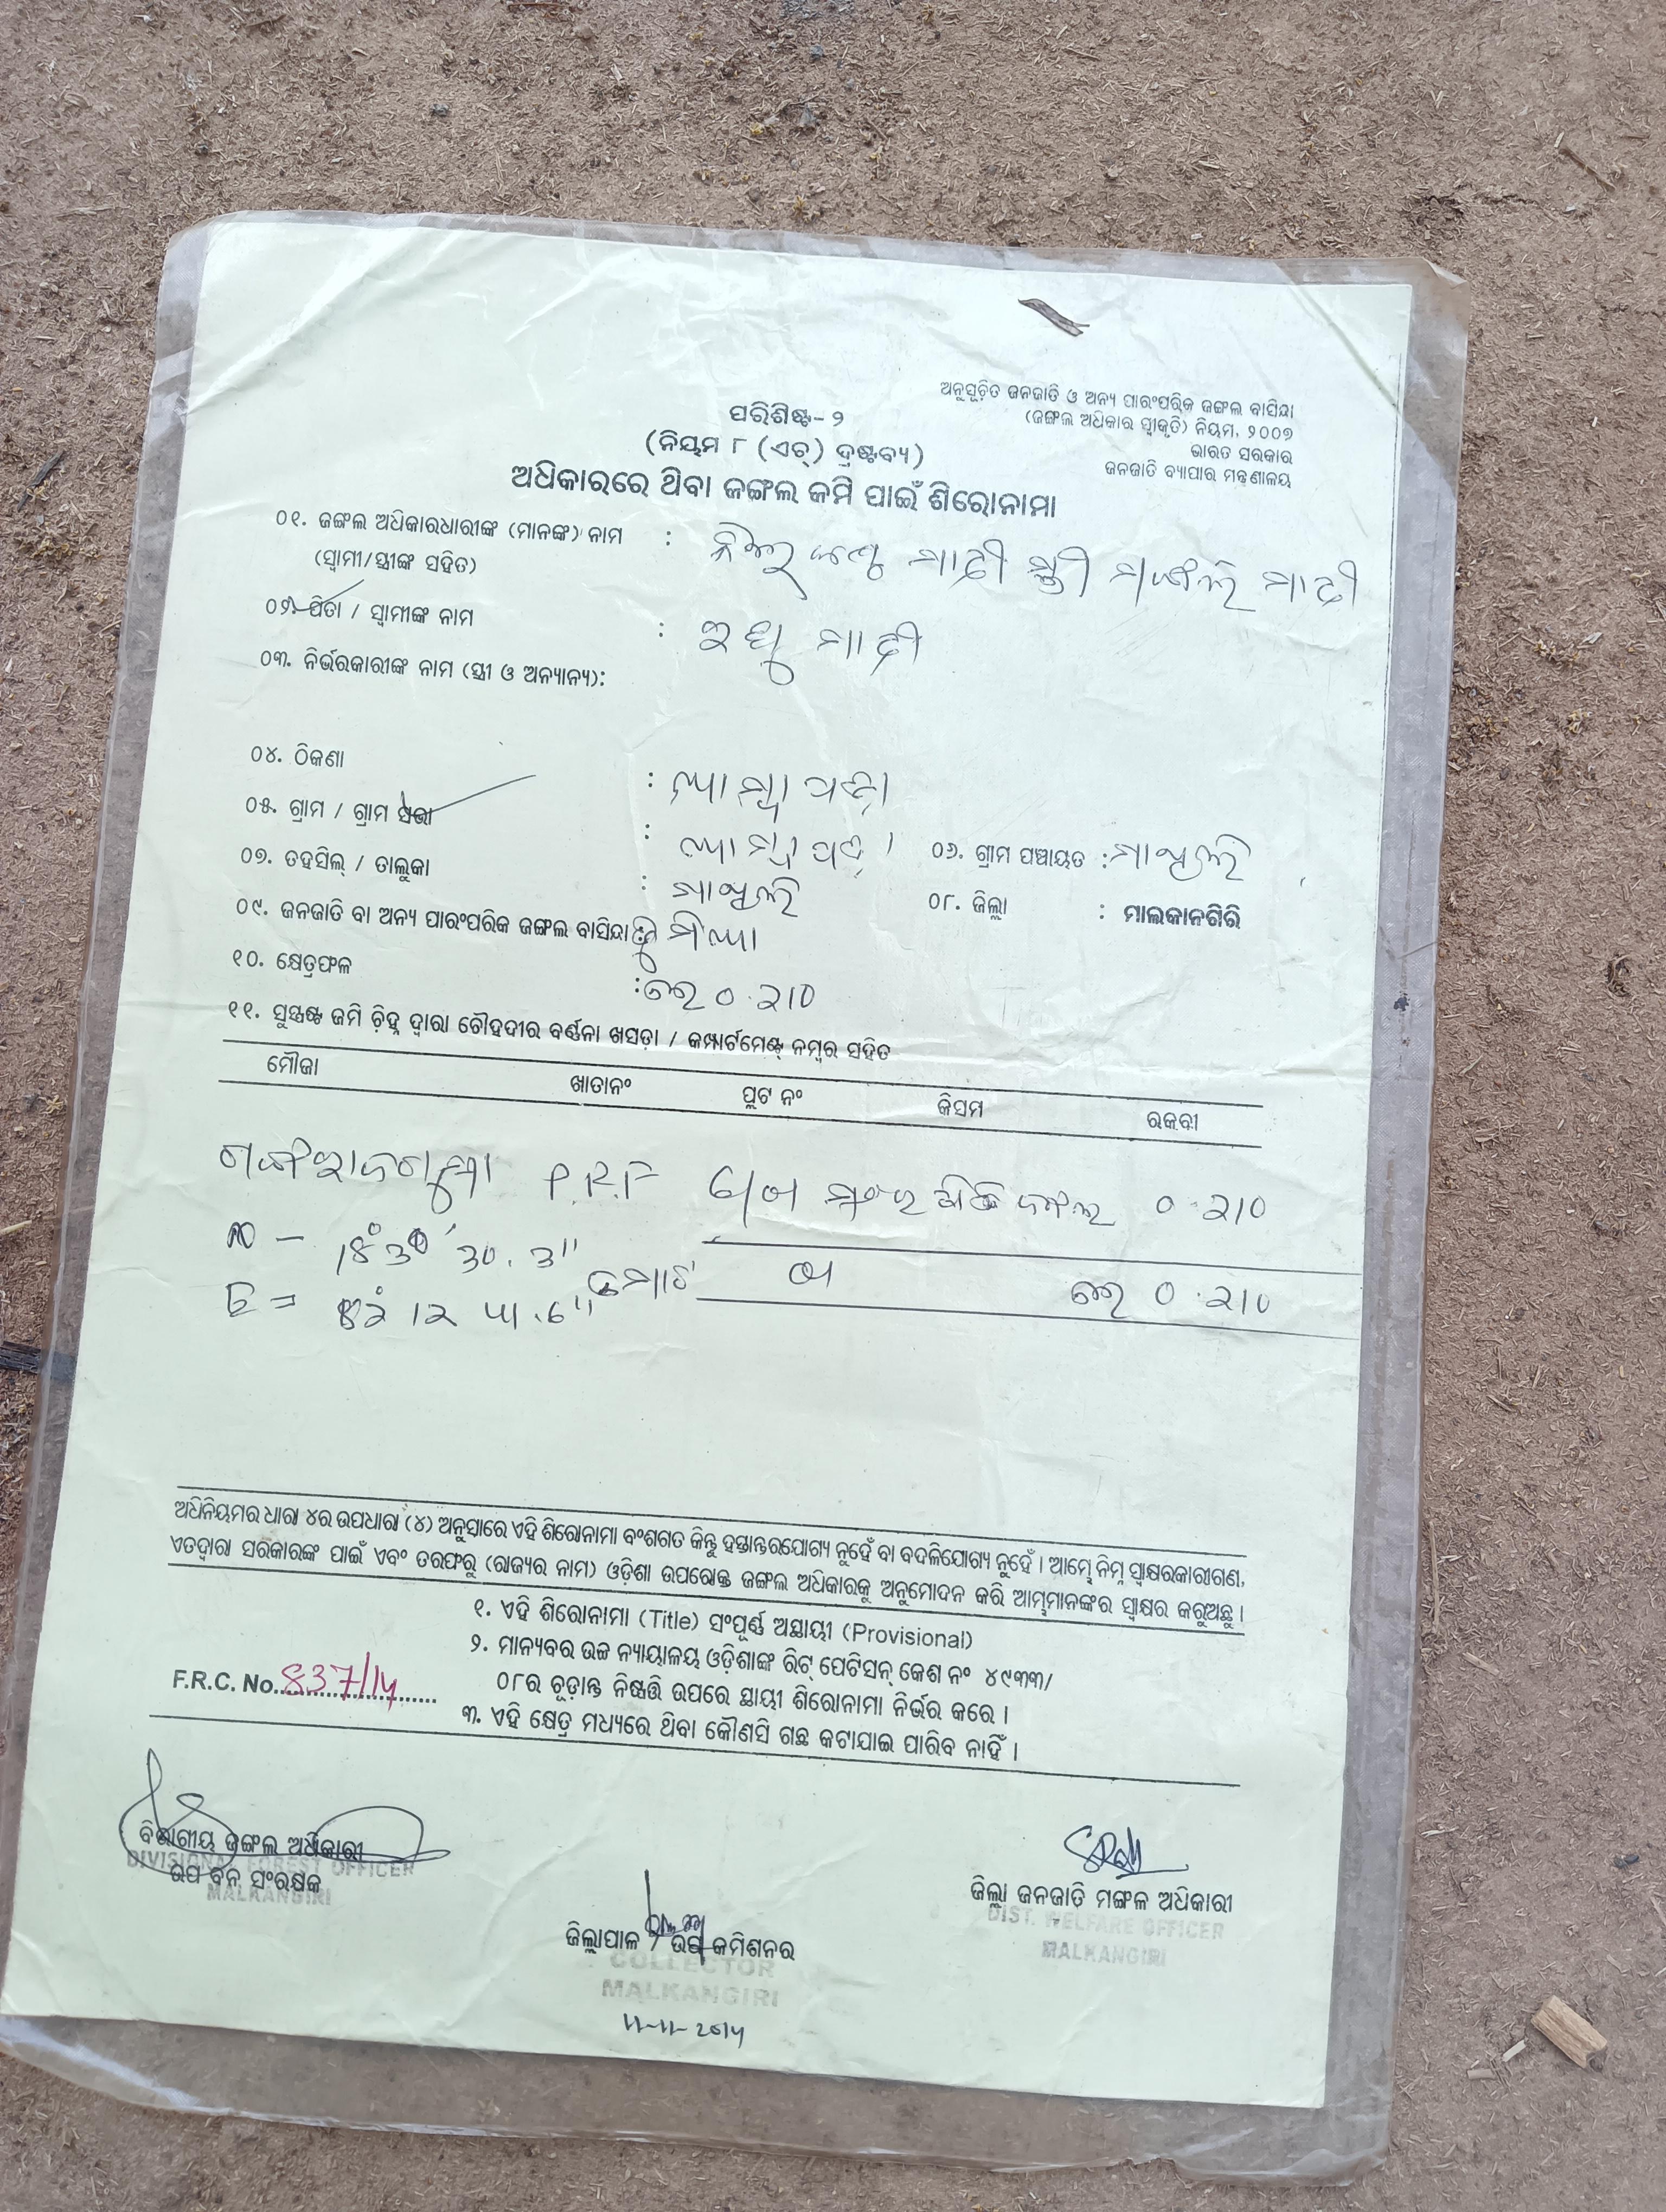 ଅନୁସୂଚିତ ଜନଜାତି ଓ ଅନ୍ୟ ପାରଂପରିକ ଜଙ୍ଗଲ ବାସିନ୍ଦା
(ଜଙ୍ଗଲ ଅଧିକାର ସ୍ୱୀକୃତି) ନିୟମ, ୨୦୦୭
ଭାରତ ସରକାର
ଜନଜାତି ବ୍ୟାପାର ମନ୍ତ୍ରଣାଳୟ
ପରିଶିଷ୍ଟ- ୨
(ନିୟମ ୮ (ଏଚ୍) ଦ୍ରଷ୍ଟବ୍ୟ)
ଅଧିକାରରେ ଥିବା ଜଙ୍ଗଲ ଜମି ପାଇଁ ଶିରୋନାମା
୦୧. ଜଙ୍ଗଲ ଅଧିକାରଧାରୀଙ୍କ (ମାନଙ୍କ) ନାମ : ମାଢ଼ୀ ସ୍ତ୍ରୀ ମାଢ଼ୀ
(ସ୍ୱାମୀ/ସ୍ତ୍ରୀଙ୍କ ସହିତ)
୦୨. ପିତା / ସ୍ୱାମୀଙ୍କ ନାମ : ମାଢ଼ୀ
୦୩. ନିର୍ଭରକାରୀଙ୍କ ନାମ (ସ୍ତ୍ରୀ ଓ ଅନ୍ୟାନ୍ୟ):
୦୪. ଠିକଣା :
୦୫. ଗ୍ରାମ / ଗ୍ରାମ ସଭା :
୦୬. ଗ୍ରାମ ପଞ୍ଚାୟତ : ମାଥିଲି
୦୭. ତହସିଲ୍ / ତାଲୁକା : ମାଥିଲି
୦୮. ଜିଲ୍ଲା : ମାଲକାନଗିରି
୦୯. ଜନଜାତି ବା ଅନ୍ୟ ପାରଂପରିକ ଜଙ୍ଗଲ ବାସିନ୍ଦା ଭୂମିୟା
୧୦. କ୍ଷେତ୍ରଫଳ : ହେ ୦.210
୧୧. ସୁସ୍ପଷ୍ଟ ଜମି ଚିହ୍ନ ଦ୍ୱାରା ଚୌହଦୀର ବର୍ଣ୍ଣନା ଖସଡ଼ା / କମ୍ପାର୍ଟମେଣ୍ଟ ନମ୍ବର ସହିତ
ମୌଜା ଖାତାନଂ ପ୍ଲଟ ନଂ କିସମ ରକବା
P.R.F ଜଙ୍ଗଲ ୦.210
ମୋଟ ହେ ୦.210
ଅଧିନିୟମର ଧାରା ୪ର ଉପଧାରା (୪) ଅନୁସାରେ ଏହି ଶିରୋନାମା ବଂଶଗତ କିନ୍ତୁ ହସ୍ତାନ୍ତରଯୋଗ୍ୟ ନୁହେଁ ବା ବଦଳିଯୋଗ୍ୟ ନୁହେଁ । ଆମ୍ଭେ ନିମ୍ନ ସ୍ୱାକ୍ଷରକାରୀଗଣ,
ଏତଦ୍ୱାରା ସରିକାରଙ୍କ ପାଇଁ ଏବଂ ତରଫରୁ (ରାଜ୍ୟର ନାମ) ଓଡ଼ିଶା ଉପରୋକ୍ତ ଜଙ୍ଗଲ ଅଧିକାରକୁ ଅନୁମୋଦନ କରି ଆମ୍ଭମାନଙ୍କର ସ୍ୱାକ୍ଷର କରୁଅଛୁ ।
୧. ଏହି ଶିରୋନାମା (Title) ସଂପୂର୍ଣ୍ଣ ଅସ୍ଥାୟୀ (Provisional)
୨. ମାନ୍ୟବର ଉଚ୍ଚ ନ୍ୟାୟାଳୟ ଓଡ଼ିଶାଙ୍କ ରିଟ୍ ପେଟିସନ୍ କେଶ ନଂ ୪୯୩୩/
୦୮ର ଚୂଡ଼ାନ୍ତ ନିଷ୍ପତ୍ତି ଉପରେ ସ୍ଥାୟୀ ଶିରୋନାମା ନିର୍ଭର କରେ ।
F.R.C. No. 837/14
୩. ଏହି କ୍ଷେତ୍ର ମଧ୍ୟରେ ଥିବା କୌଣସି ଗଛ କଟାଯାଇ ପାରିବ ନାହିଁ ।
ବିଭାଗୀୟ ଜଙ୍ଗଲ ଅଧିକାରୀ
DIVISIONAL FOREST OFFICER
ଉପ ବନ ସଂରକ୍ଷକ
MALKANGIRI
ଜିଲ୍ଲାପାଳ / ଉପ କମିଶନର
COLLECTOR
MALKANGIRI
11-11-2014
ଜିଲ୍ଲା ଜନଜାତି ମଙ୍ଗଳ ଅଧିକାରୀ
DIST. WELFARE OFFICER
MALKANGIRI